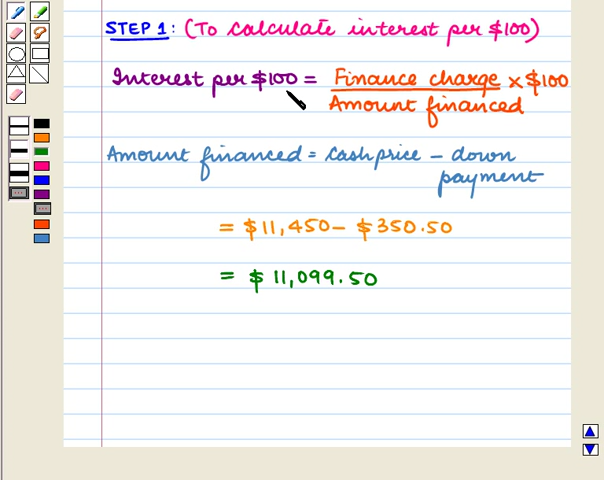 STEP 1: (To calculate interest per $100)
Interest per $100 = Finance charge × $100
Amount financed
Amount financed = cash price – down
payment
= $11,450 – $350.50
= $11,099.50